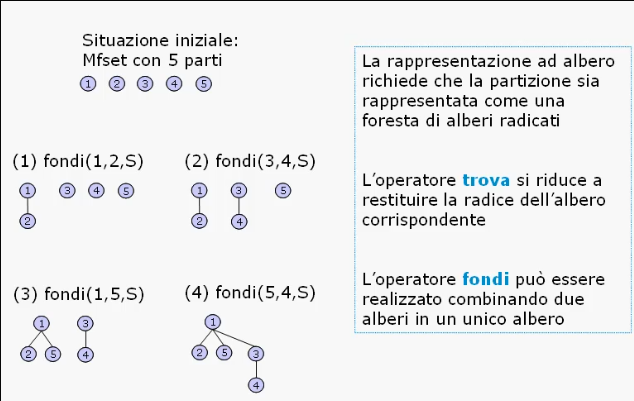 Situazione iniziale:
Mfset con 5 parti
1 2 3 4 5
(1) fondi(1,2,S)
1 3 4 5
2
(2) fondi(3,4,S)
1 3 5
2 4
(3) fondi(1,5,S)
1 3
2 5 4
(4) fondi(5,4,S)
1
2 5 3
4
La rappresentazione ad albero
richiede che la partizione sia
rappresentata come una
foresta di alberi radicati
L'operatore trova si riduce a
restituire la radice dell'albero
corrispondente
L'operatore fondi può essere
realizzato combinando due
alberi in un unico albero